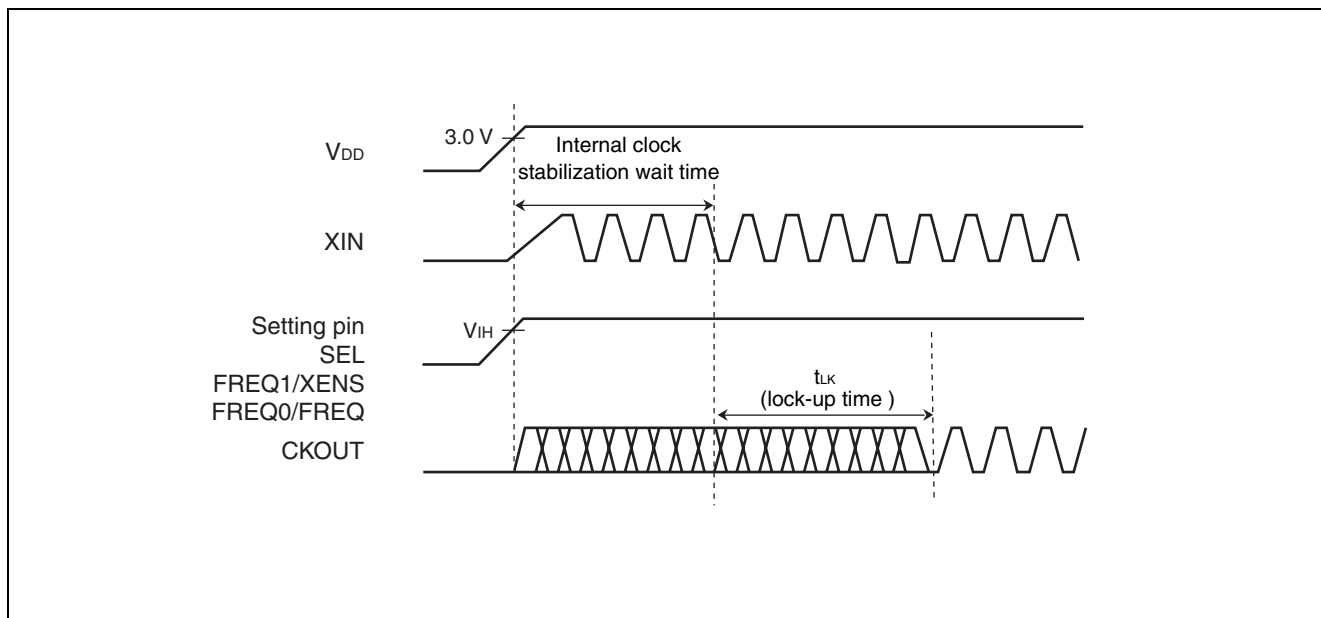 3.0 V
VDD
Internal clock
stabilization wait time
XIN
Setting pin
VIH
SEL
FREQ1/XENS
FREQ0/FREQ
tLK
(lock-up time )
CKOUT